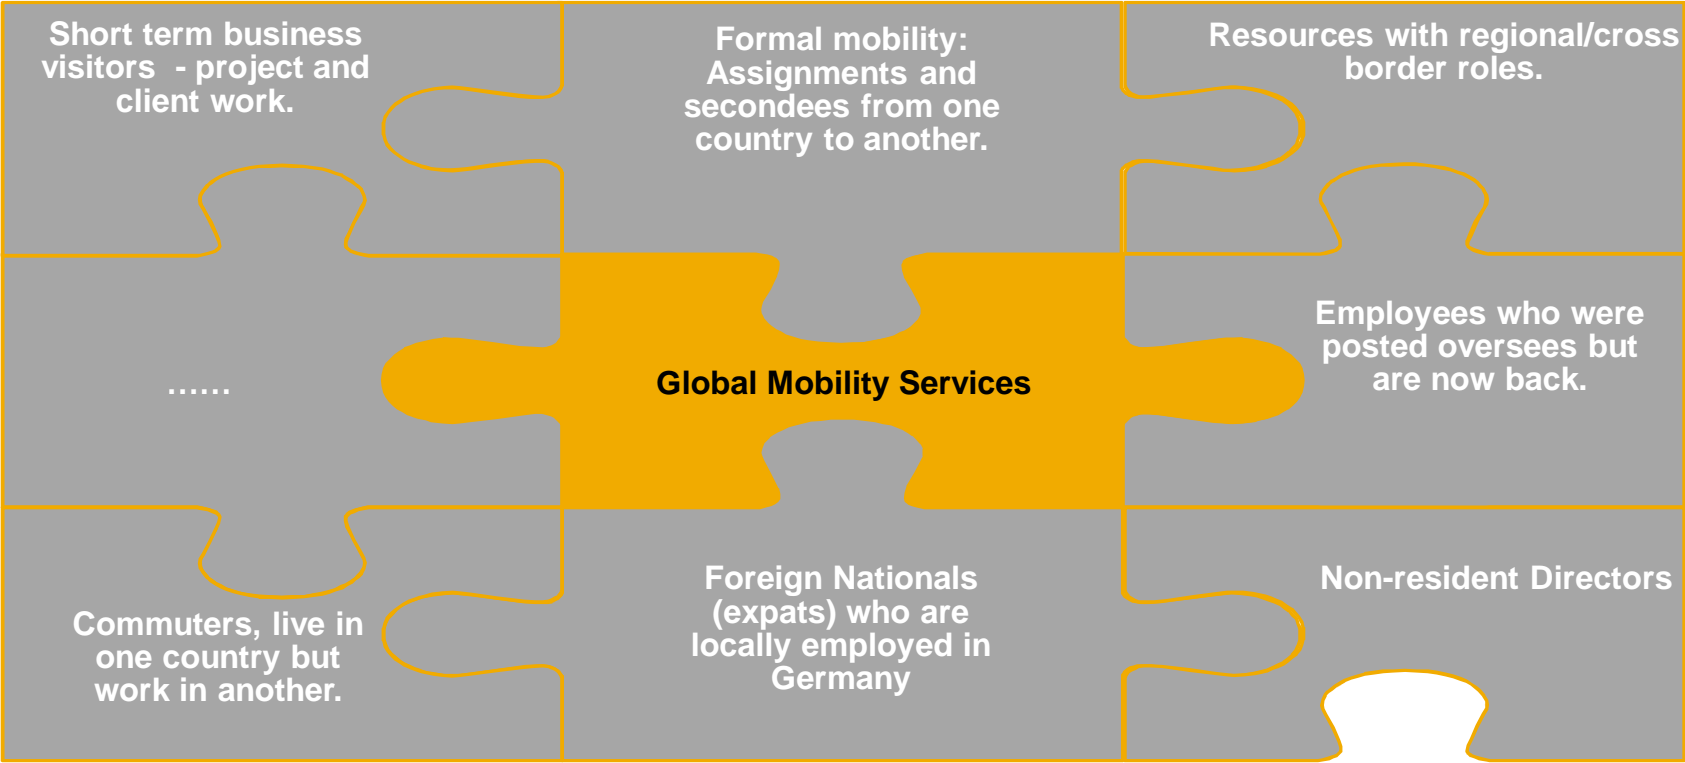 Short term business
visitors - project and
client work.
Formal mobility:
Assignments and
secondees from one
country to another.
Resources with regional/cross
border roles.
......
Global Mobility Services
Employees who were
posted oversees but
are now back.
Commuters, live in
one country but
work in another.
Foreign Nationals
(expats) who are
locally employed in
Germany
Non-resident Directors